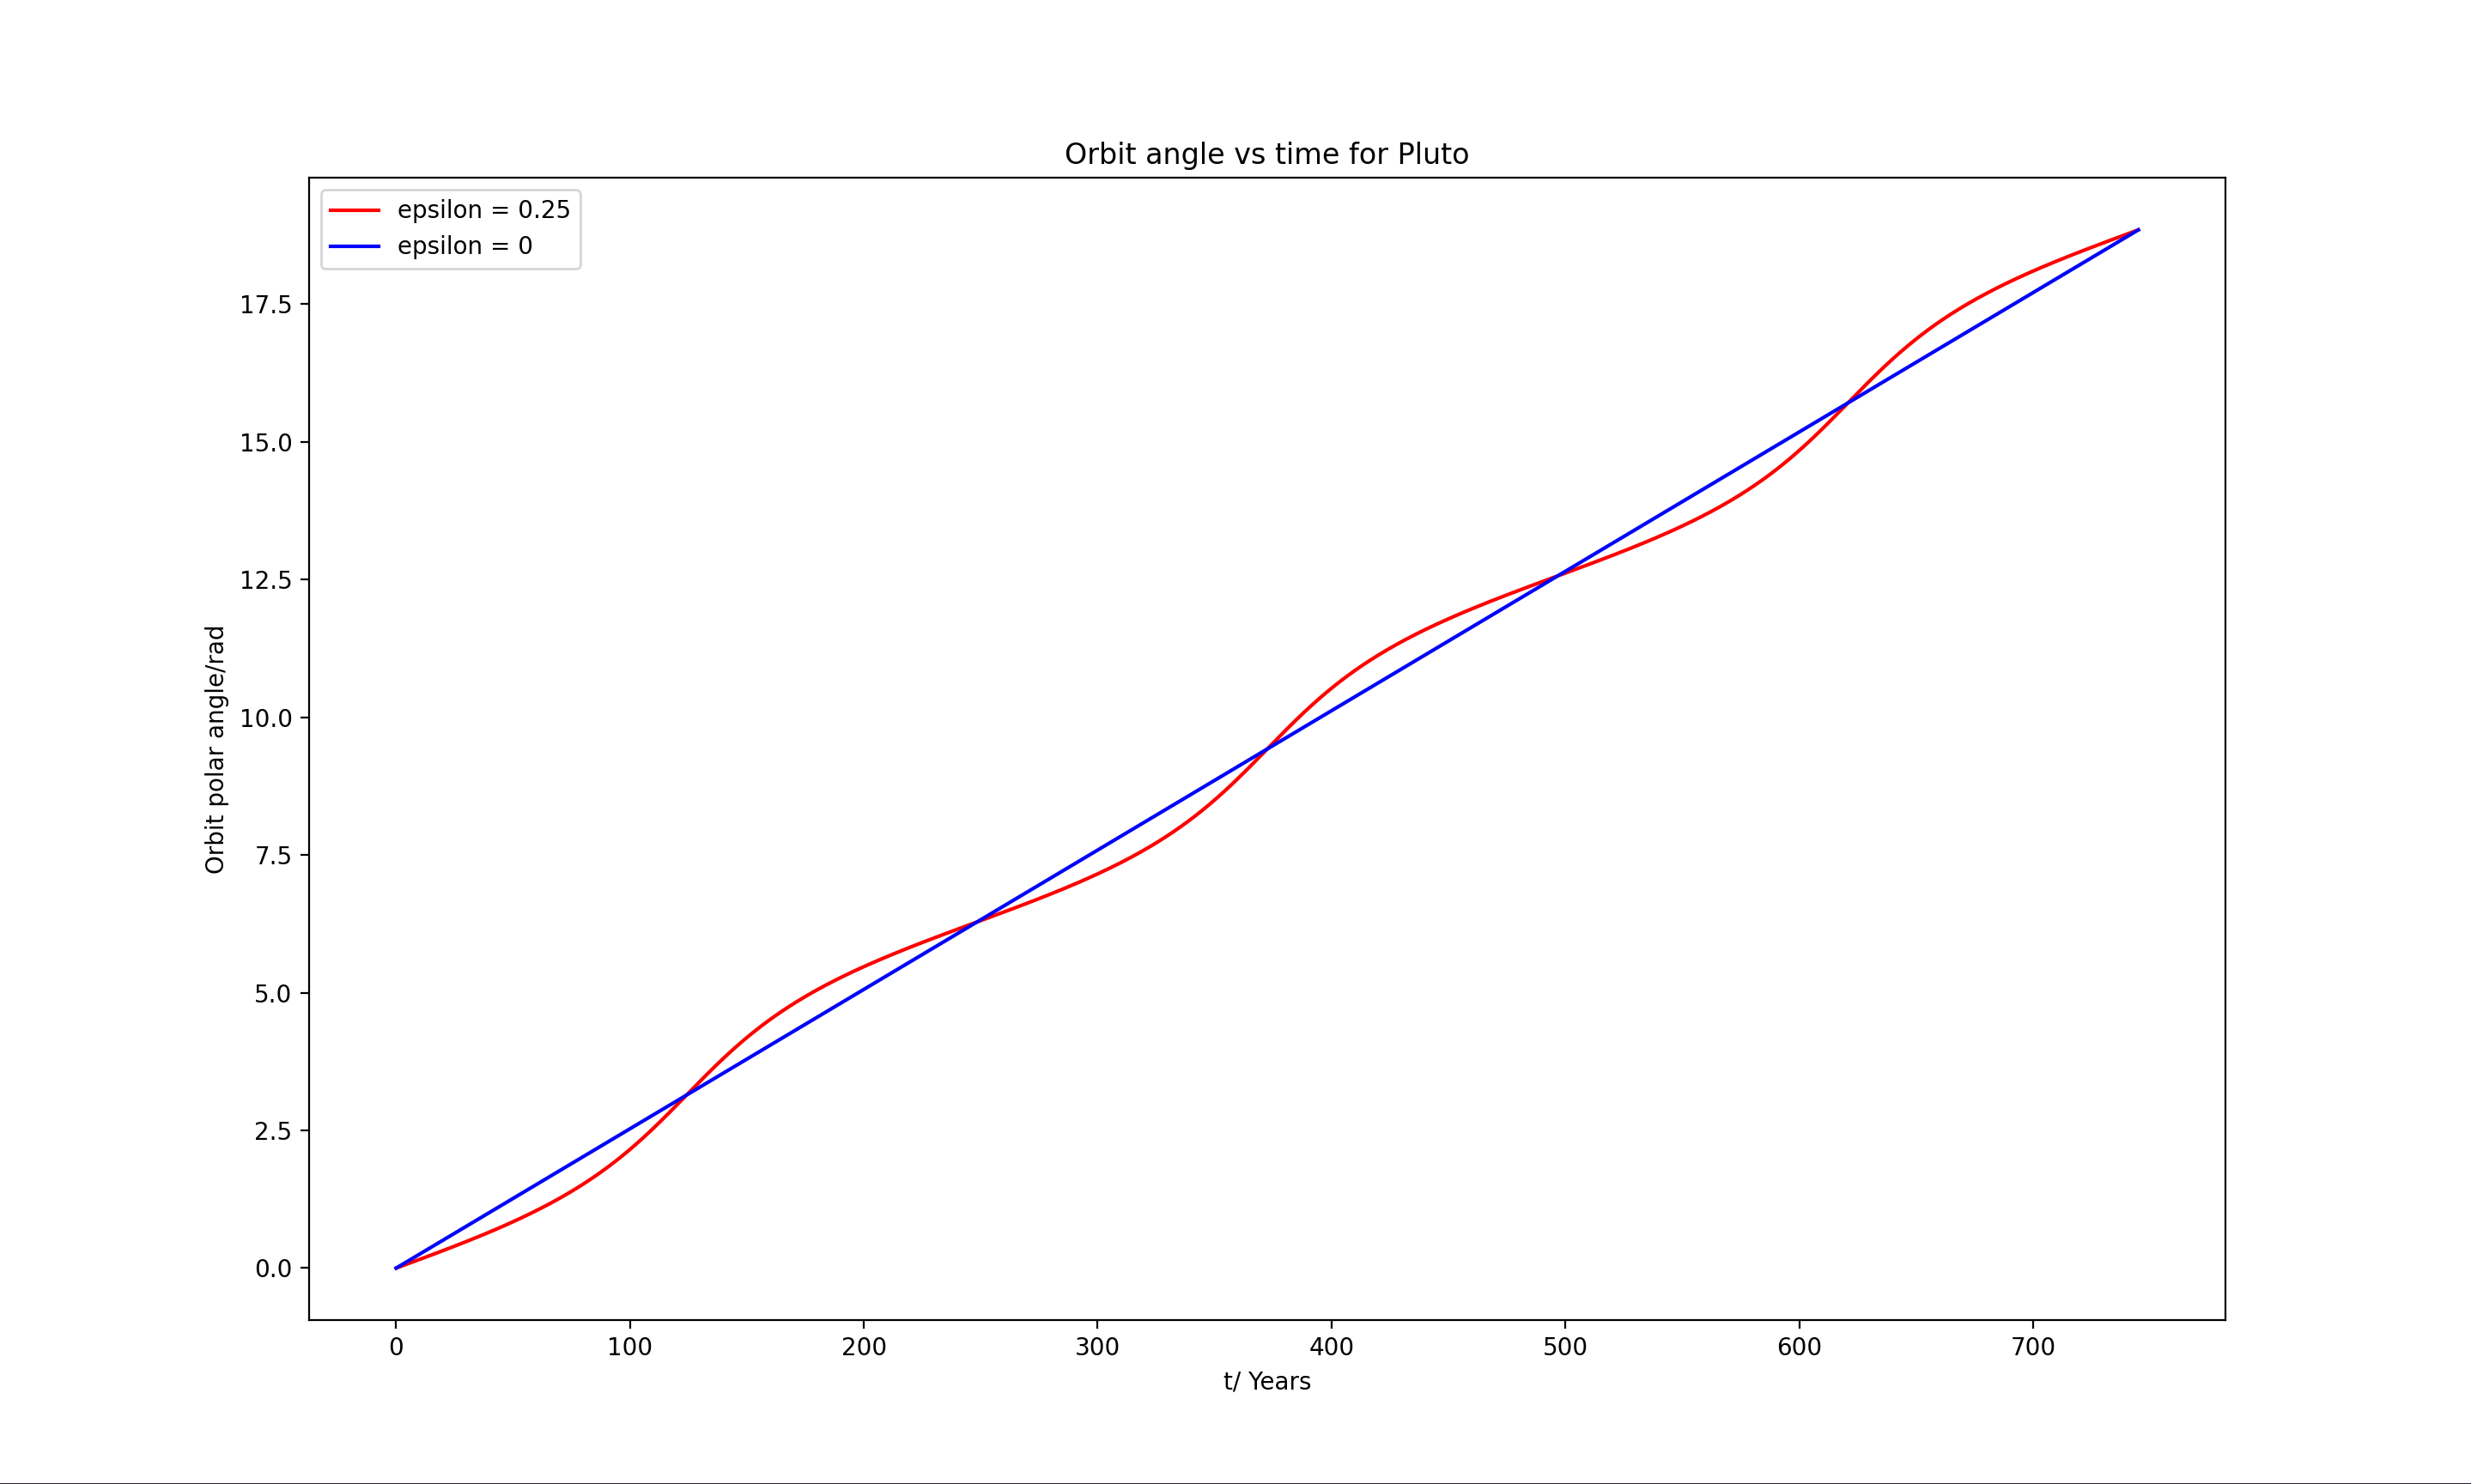 Orbit angle vs time for Pluto
epsilon = 0.25
epsilon = 0
17.5
15.0
12.5
10.0
7.5
5.0
2.5
0.0
Orbit polar angle/rad
0 100 200 300 400 500 600 700
t/ Years